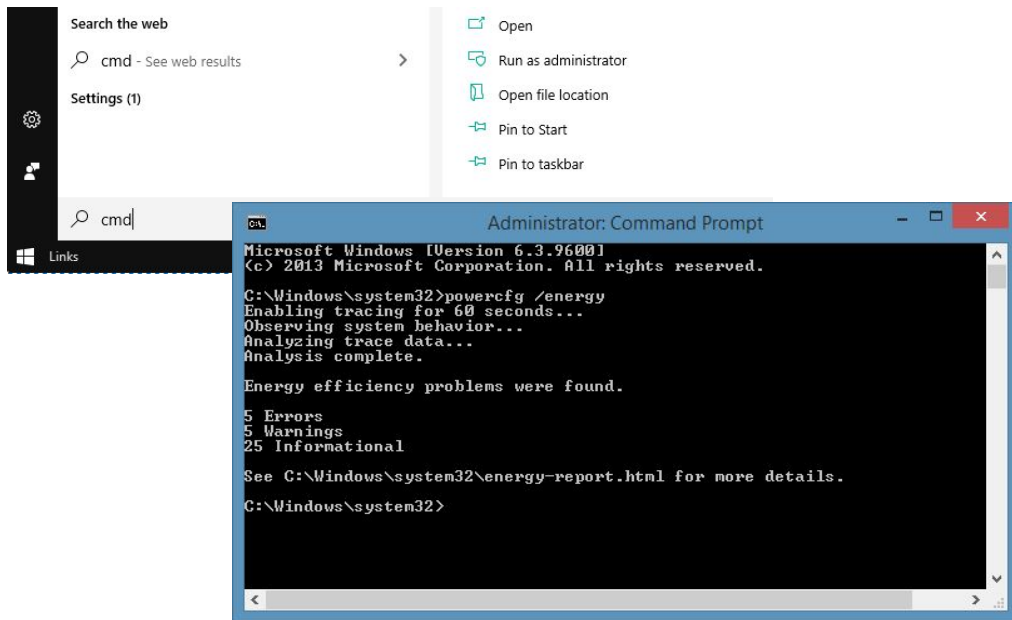 Search the web
cmd - See web results
Settings (1)
Open
Run as administrator
Open file location
Pin to Start
Pin to taskbar
cmd
Links
C:\.
Administrator: Command Prompt
Microsoft Windows [Version 6.3.9600]
(c) 2013 Microsoft Corporation. All rights reserved.
C:\Windows\system32>powercfg /energy
Enabling tracing for 60 seconds...
Observing system behavior...
Analyzing trace data...
Analysis complete.
Energy efficiency problems were found.
5 Errors
5 Warnings
25 Informational
See C:\Windows\system32\energy-report.html for more details.
C:\Windows\system32>